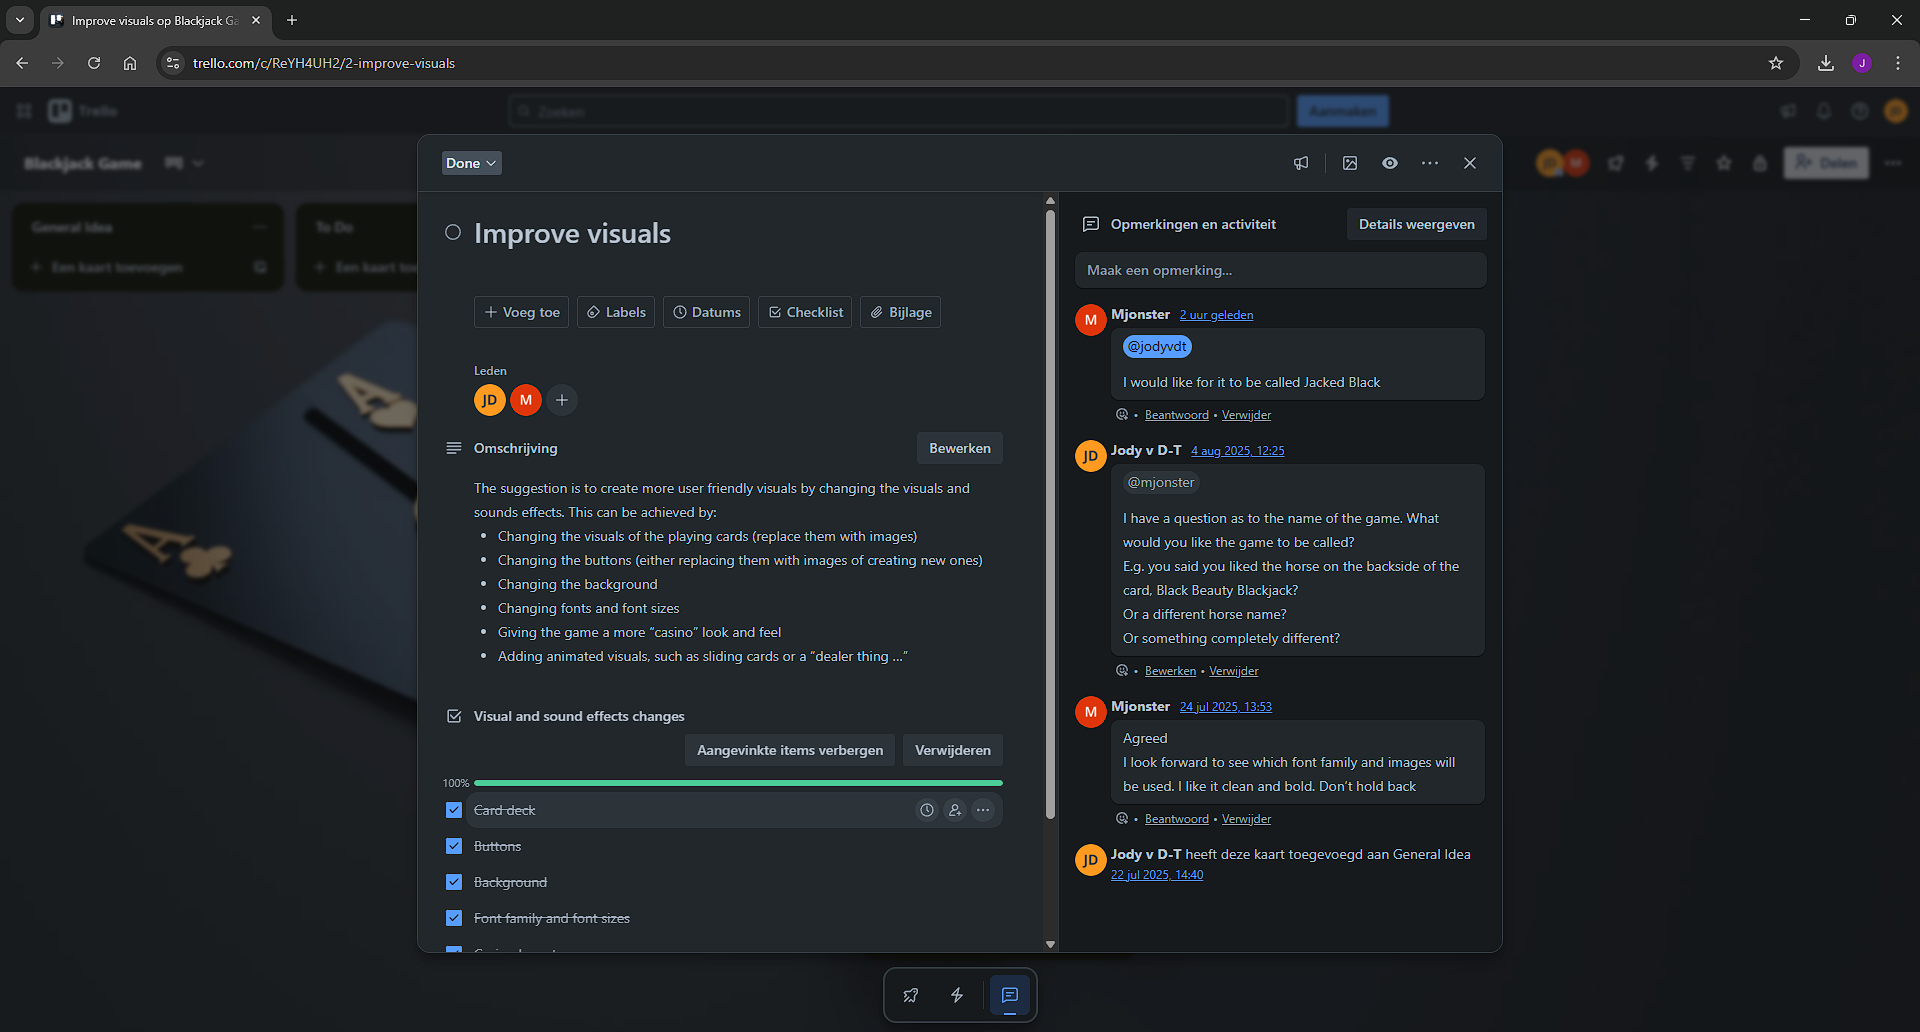 Improve visuals op Blackjack Ga
trello.com/c/ReYH4UH2/2-improve-visuals
J
Trello
Zoeken
Aanmaken
JD
Blackjack Game
JD M
Delen
General Idea
Een kaart toevoegen
To Do
Een kaart toe
Done
Improve visuals
Voeg toe
Labels
Datums
Checklist
Bijlage
Leden
JD M
Omschrijving
Bewerken
The suggestion is to create more user friendly visuals by changing the visuals and
sounds effects. This can be achieved by:
• Changing the visuals of the playing cards (replace them with images)
• Changing the buttons (either replacing them with images of creating new ones)
• Changing the background
• Changing fonts and font sizes
• Giving the game a more “casino” look and feel
• Adding animated visuals, such as sliding cards or a “dealer thing ...”
Visual and sound effects changes
Aangevinkte items verbergen
Verwijderen
100%
Card deck
Buttons
Background
Font family and font sizes
Opmerkingen en activiteit
Details weergeven
Maak een opmerking...
M
Mjonster 2 uur geleden
@jodyvdt
I would like for it to be called Jacked Black
• Beantwoord • Verwijder
JD
Jody v D-T 4 aug 2025, 12:25
@mjonster
I have a question as to the name of the game. What
would you like the game to be called?
E.g. you said you liked the horse on the backside of the
card, Black Beauty Blackjack?
Or a different horse name?
Or something completely different?
• Bewerken • Verwijder
M
Mjonster 24 jul 2025, 13:53
Agreed
I look forward to see which font family and images will
be used. I like it clean and bold. Don’t hold back
• Beantwoord • Verwijder
JD
Jody v D-T heeft deze kaart toegevoegd aan General Idea
22 jul 2025, 14:40
A
A